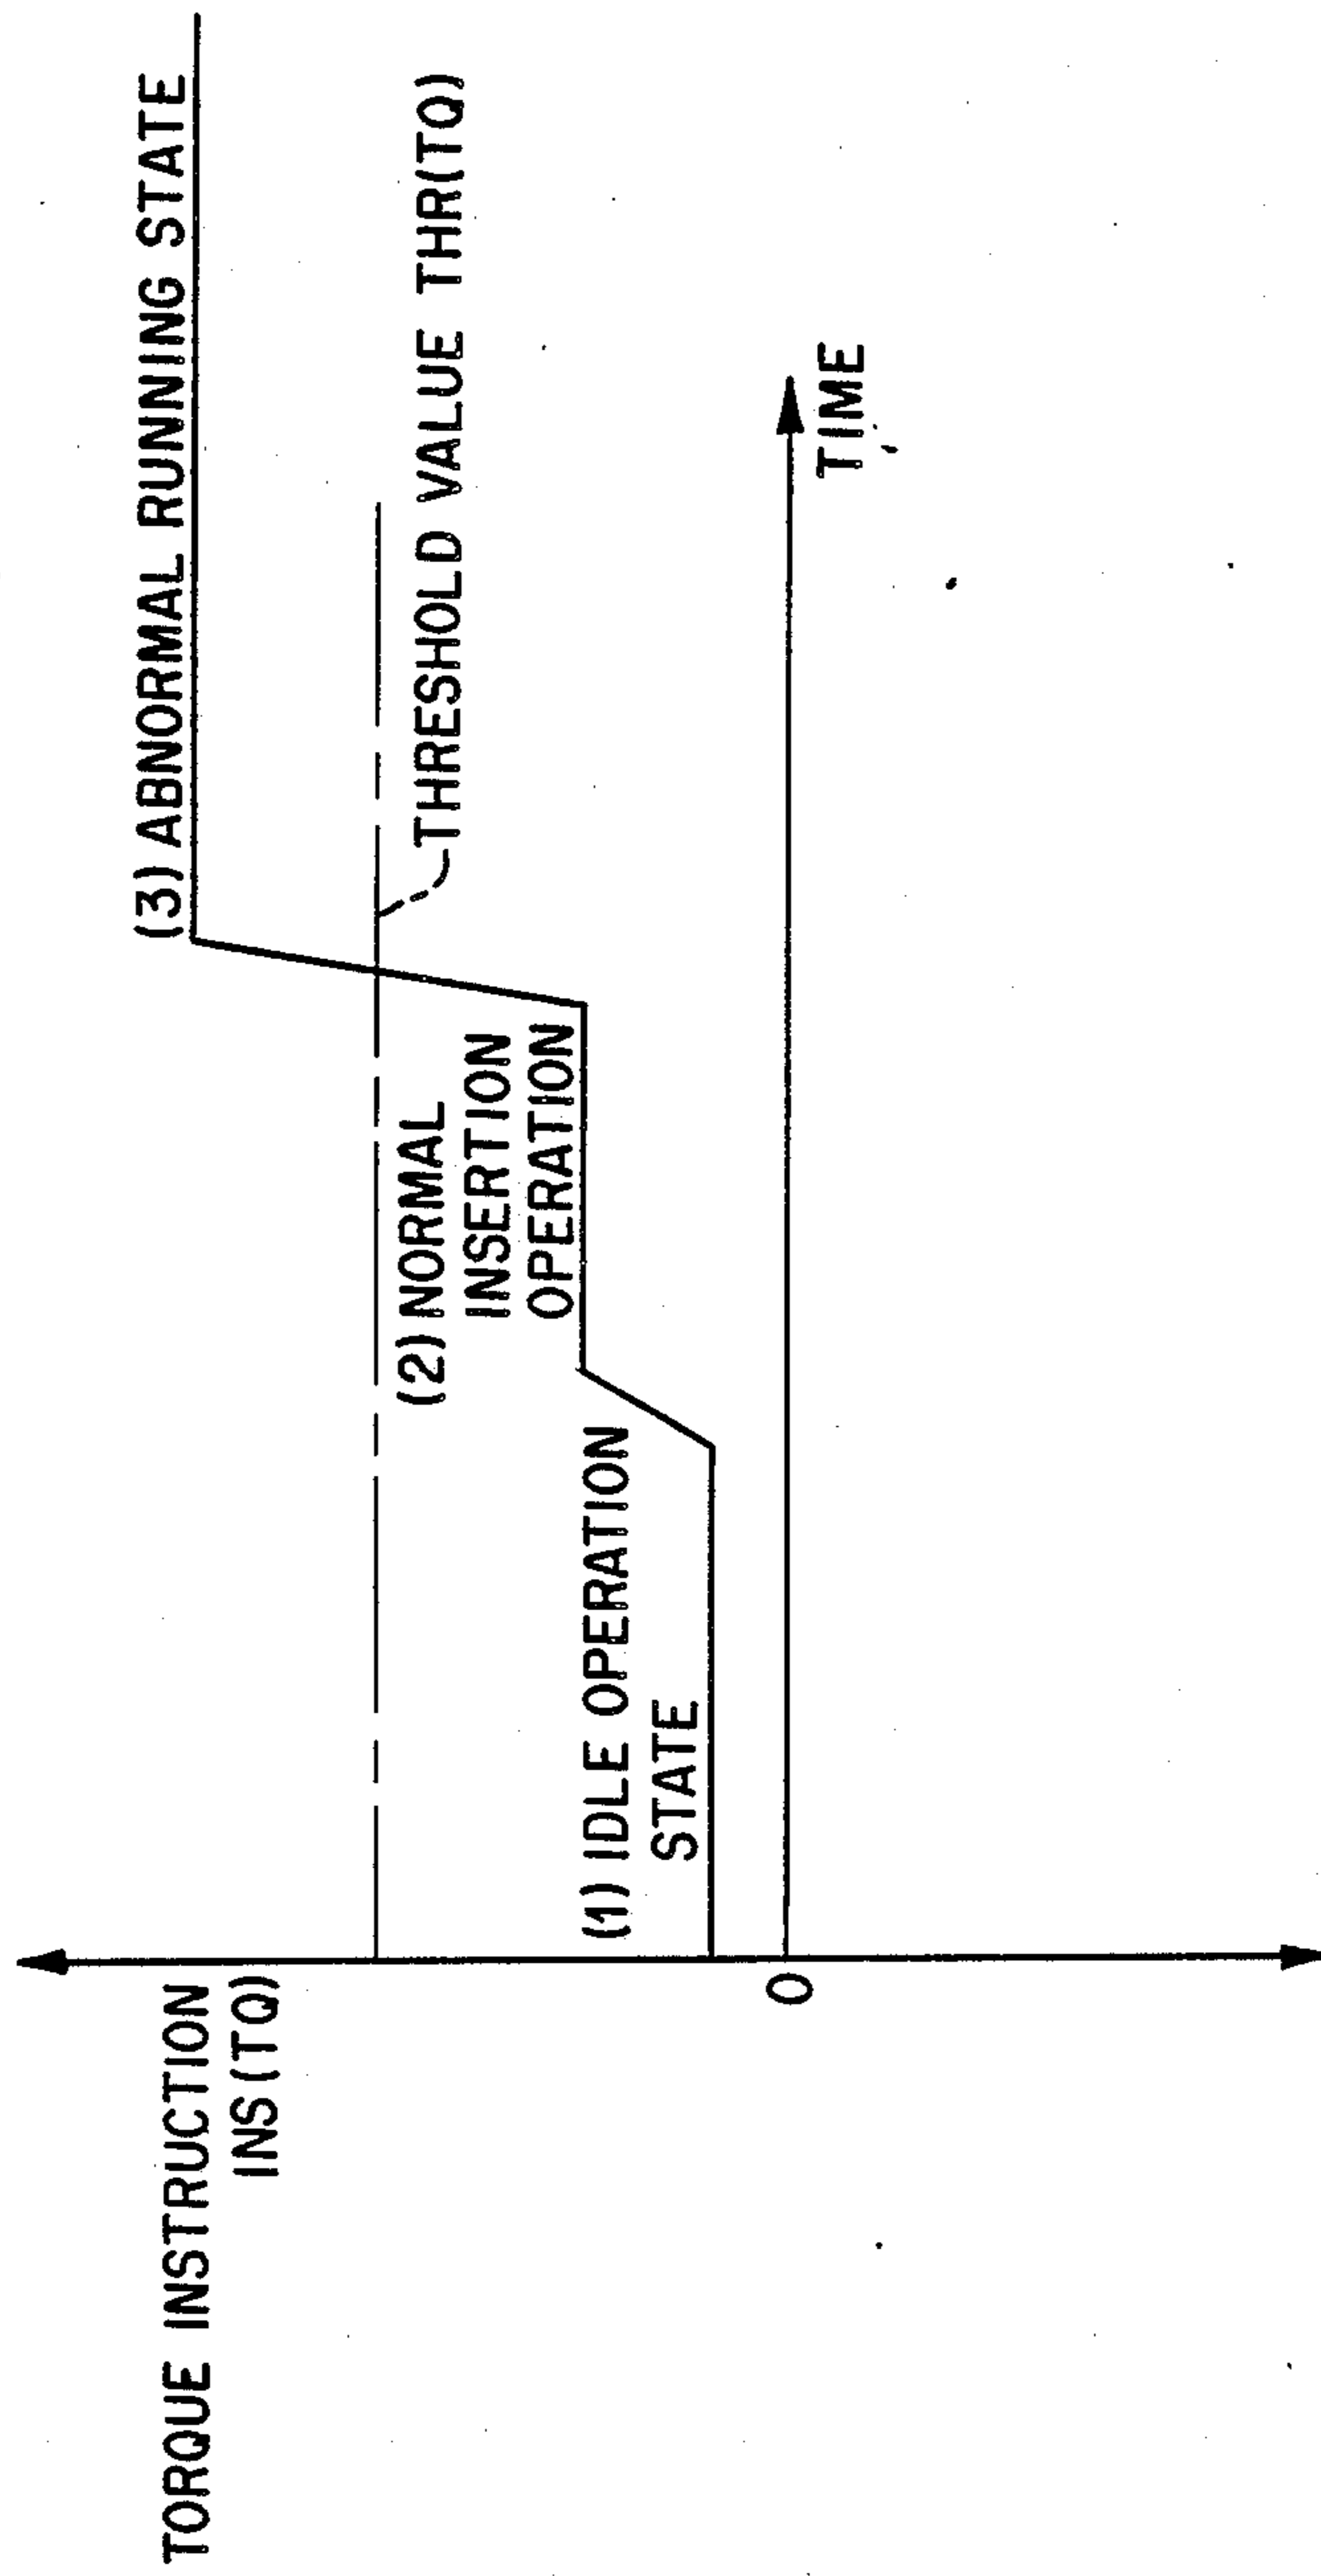 TORQUE INSTRUCTION
INS(TQ)
(3) ABNORMAL RUNNING STATE
THRESHOLD VALUE THR(TQ)
(2) NORMAL
INSERTION
OPERATION
(1) IDLE OPERATION
STATE
0
TIME